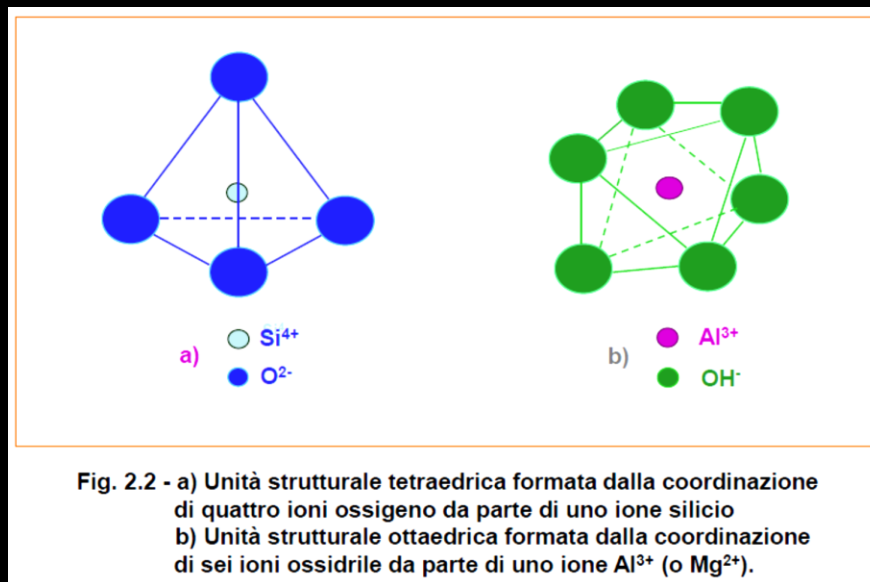 a)
Si⁴⁺
O²⁻
b)
Al³⁺
OH⁻
Fig. 2.2 - a) Unità strutturale tetraedrica formata dalla coordinazione
di quattro ioni ossigeno da parte di uno ione silicio
b) Unità strutturale ottaedrica formata dalla coordinazione
di sei ioni ossidrile da parte di uno ione Al³⁺ (o Mg²⁺).